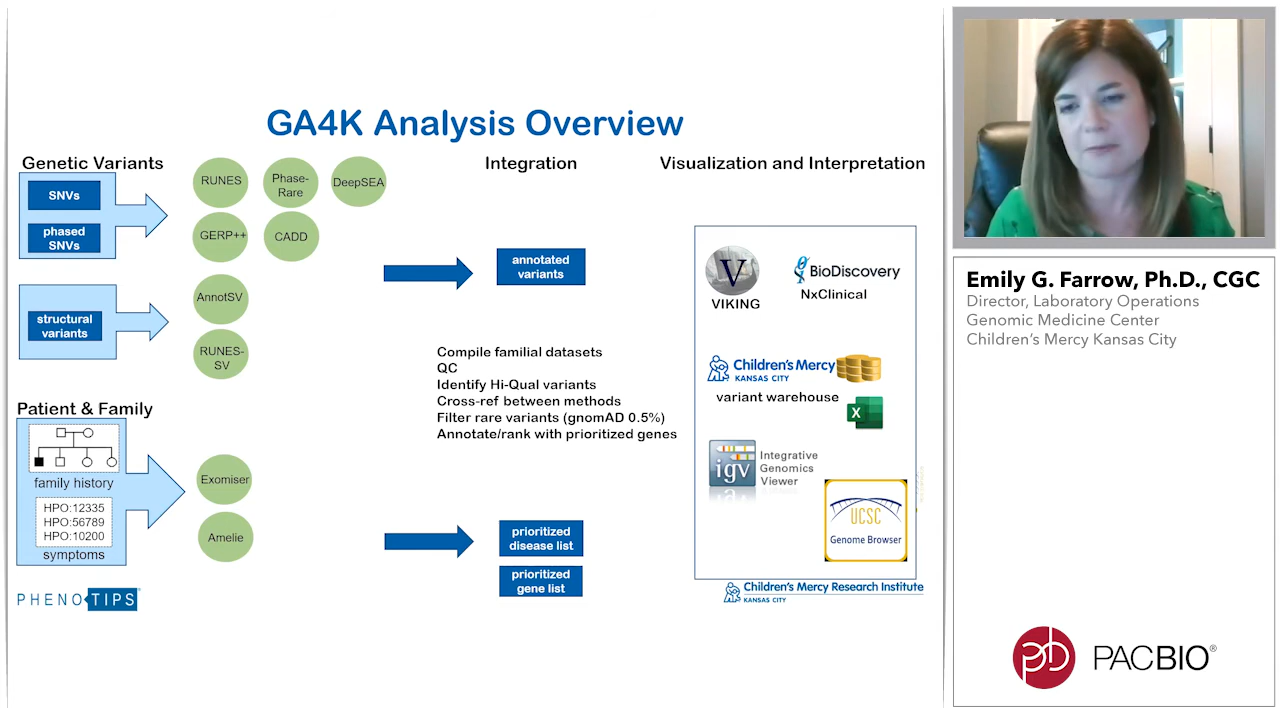 GA4K Analysis Overview
Genetic Variants
SNVs
phased
SNVs
structural
variants
RUNES
Phase-
Rare
DeepSEA
GERP++
CADD
AnnotSV
RUNES-
SV
Patient & Family
family history
HPO:12335
HPO:56789
HPO:10200
symptoms
Exomiser
Amelie
PHENOTIPS
Integration
annotated
variants
Compile familial datasets
QC
Identify Hi-Qual variants
Cross-ref between methods
Filter rare variants (gnomAD 0.5%)
Annotate/rank with prioritized genes
prioritized
disease list
prioritized
gene list
Visualization and Interpretation
V
VIKING
BioDiscovery
NxClinical
Children's Mercy
KANSAS CITY
variant warehouse
X
igv
Integrative
Genomics
Viewer
UCSC
Genome Browser
Children's Mercy Research Institute
KANSAS CITY
Emily G. Farrow, Ph.D., CGC
Director, Laboratory Operations
Genomic Medicine Center
Children's Mercy Kansas City
pb
PACBIO®